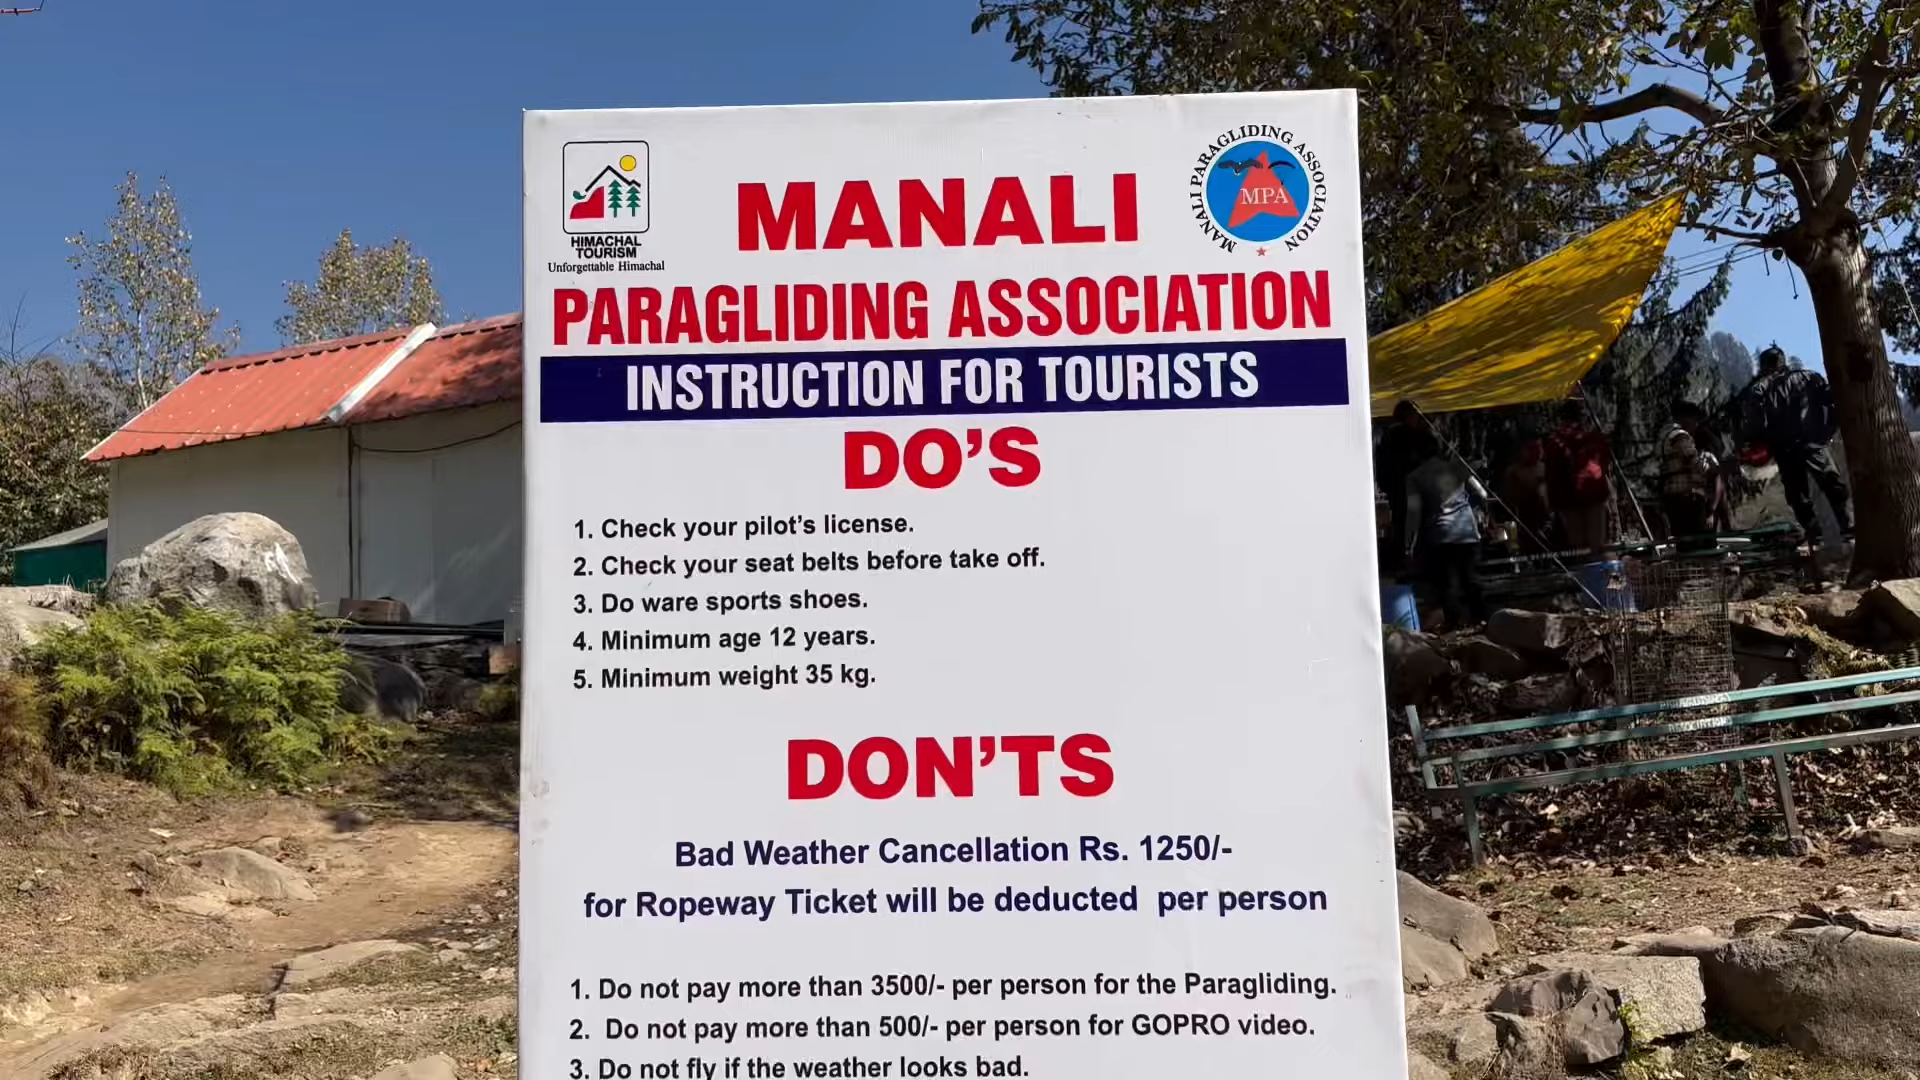 HIMACHAL
TOURISM
Unforgettable Himachal
MANALI PARAGLIDING ASSOCIATION
MPA
MANALI
PARAGLIDING ASSOCIATION
INSTRUCTION FOR TOURISTS
DO'S
1. Check your pilot's license.
2. Check your seat belts before take off.
3. Do ware sports shoes.
4. Minimum age 12 years.
5. Minimum weight 35 kg.
DON'TS
Bad Weather Cancellation Rs. 1250/-
for Ropeway Ticket will be deducted per person
1. Do not pay more than 3500/- per person for the Paragliding.
2. Do not pay more than 500/- per person for GOPRO video.
3. Do not fly if the weather looks bad.